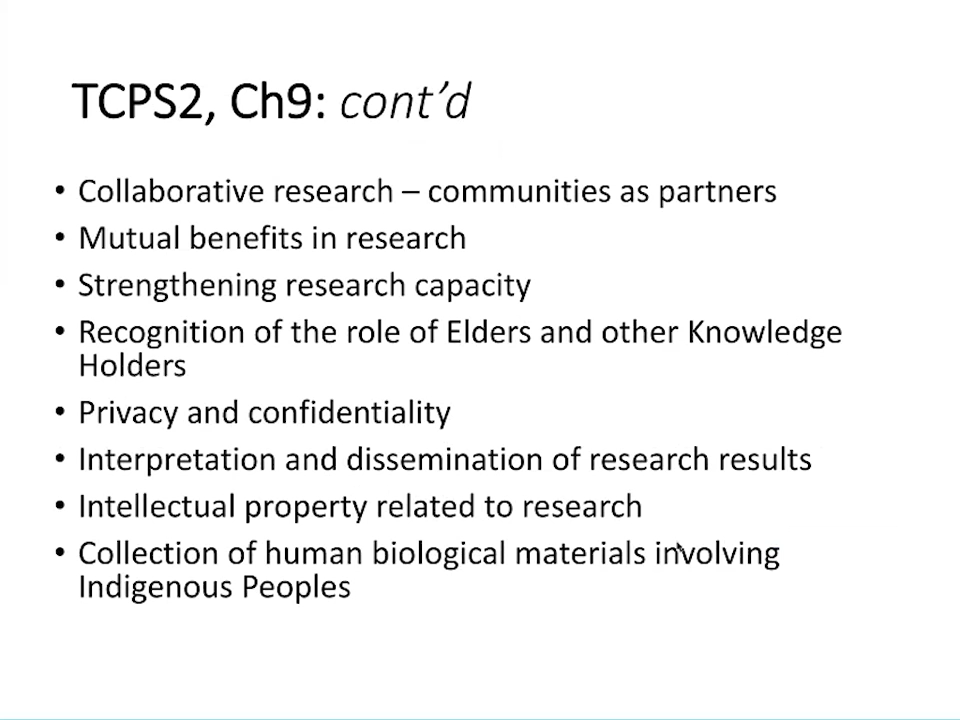 TCPS2, Ch9: cont’d
• Collaborative research – communities as partners
• Mutual benefits in research
• Strengthening research capacity
• Recognition of the role of Elders and other Knowledge
Holders
• Privacy and confidentiality
• Interpretation and dissemination of research results
• Intellectual property related to research
• Collection of human biological materials involving
Indigenous Peoples